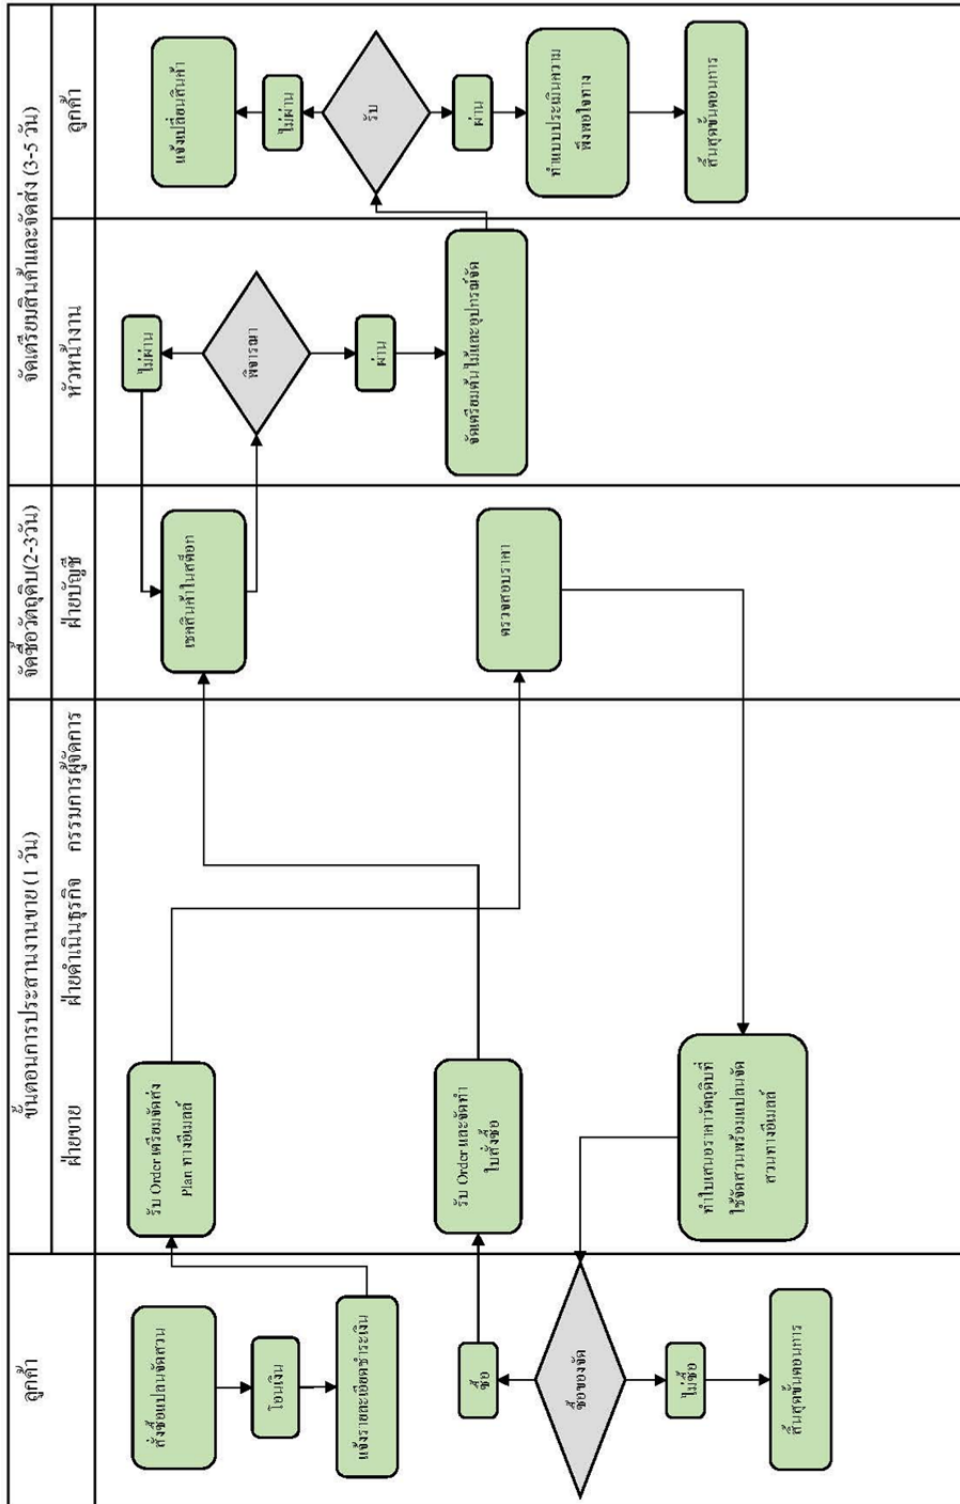 ลูกค้า
ขั้นตอนการประสานงานขาย (1 วัน)
จัดซื้อวัตถุดิบ(2-3วัน)
จัดเตรียมสินค้าและจัดส่ง (3-5 วัน)
ฝ่ายขาย
ฝ่ายดำเนินธุรกิจ
กรรมการผู้จัดการ
ฝ่ายบัญชี
หัวหน้างาน
ลูกค้า
สั่งซื้อแปลนจัดสวน
โอนเงิน
แจ้งรายละเอียดชำระเงิน
รับ Order เตรียมจัดส่ง
Plan ทางอีเมลล์
ตรวจสอบราคา
ทำใบเสนอราคาวัตถุดิบที่
ใช้จัดสวนพร้อมแปลนจัด
สวนทางอีเมลล์
ซื้อของจัด
ซื้อ
ไม่ซื้อ
สิ้นสุดขั้นตอนการ
รับ Order และจัดทำ
ใบสั่งซื้อ
เชคสินค้าในสต๊อก
พิจารณา
ไม่ผ่าน
ผ่าน
จัดเตรียมต้นไม้และอุปกรณ์จัด
รับ
ไม่ผ่าน
แจ้งเปลี่ยนสินค้า
ผ่าน
ทำแบบประเมินความ
พึงพอใจทาง
สิ้นสุดขั้นตอนการ